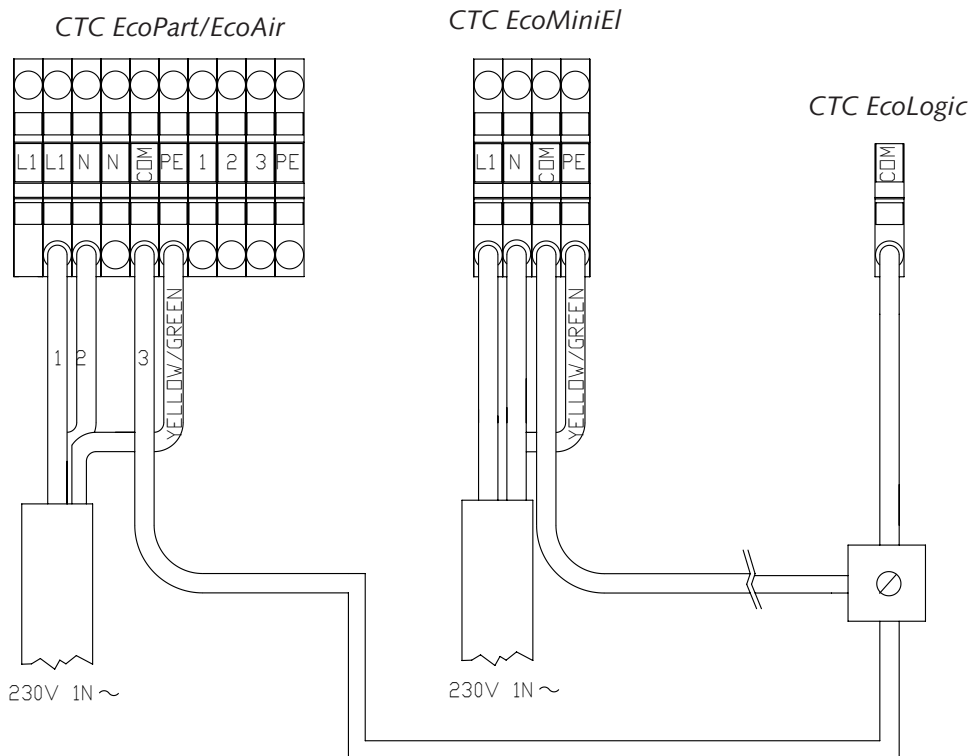 CTC EcoPart/EcoAir
CTC EcoMiniEl
CTC EcoLogic
L1 L1 N N COM PE 1 2 3 PE
L1 N COM PE
COM
1 2 3 YELLOW/GREEN
YELLOW/GREEN
230V 1N ~
230V 1N ~